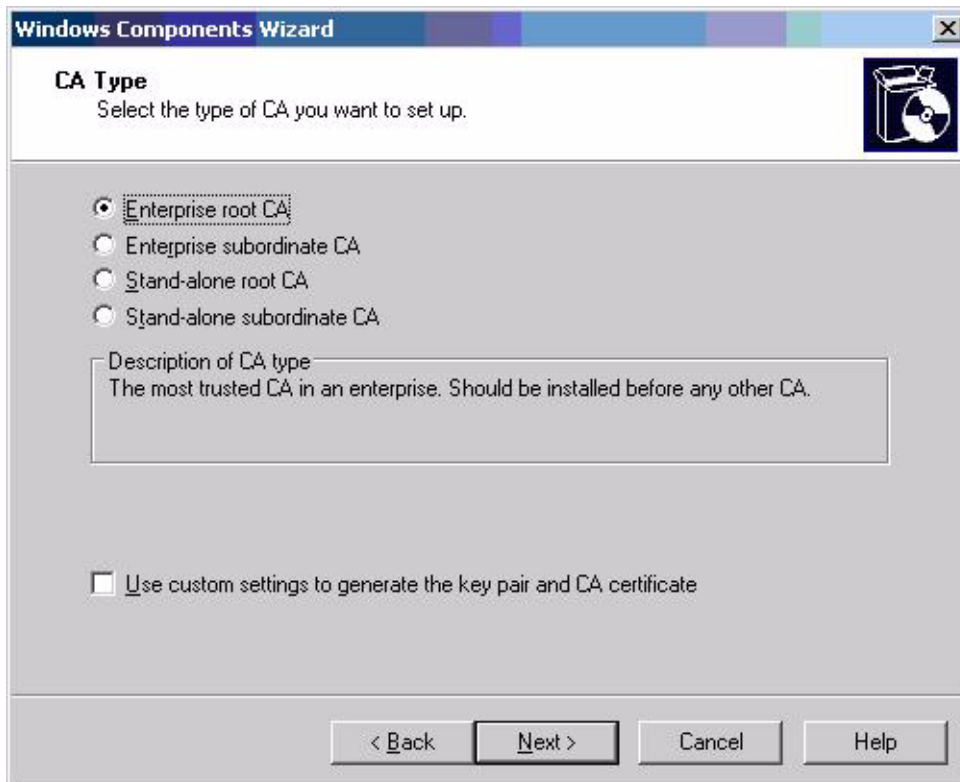 Windows Components Wizard
CA Type
Select the type of CA you want to set up.
Enterprise root CA
Enterprise subordinate CA
Stand-alone root CA
Stand-alone subordinate CA
Description of CA type
The most trusted CA in an enterprise. Should be installed before any other CA.
Use custom settings to generate the key pair and CA certificate
< Back
Next >
Cancel
Help